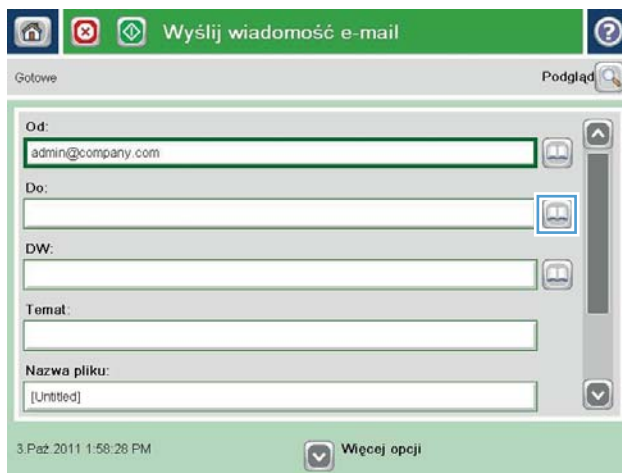 Wyślij wiadomość e-mail
Gotowe
Podgląd
Od:
admin@company.com
Do:
DW:
Temat:
Nazwa pliku:
[Untitled]
3.Paź.2011 1:58:28 PM
Więcej opcji